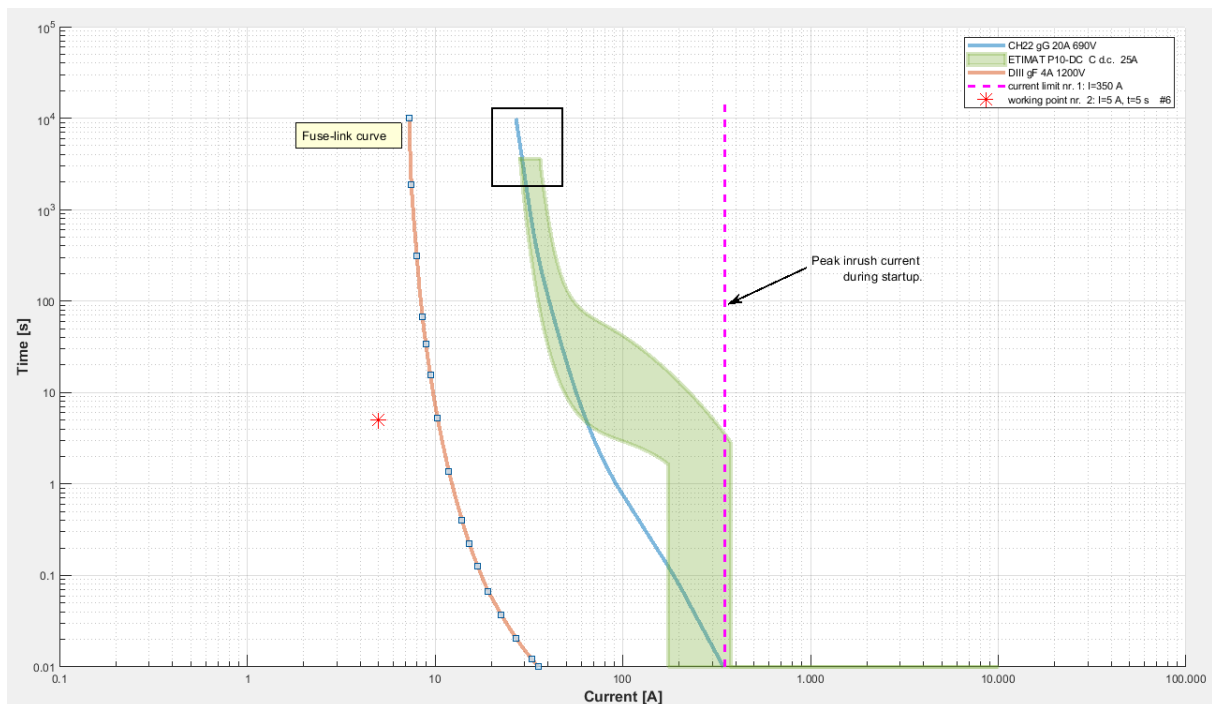 CH22 gG 20A 690V
ETIMAT P10-DC C d.c. 25A
DIII gF 4A 1200V
current limit nr. 1: I=350 A
working point nr. 2: I=5 A, t=5 s #6
Fuse-link curve
Peak inrush current
during startup.
Time [s]
10^5
10^4
10^3
100
10
1
0.1
0.01
0.1
1
10
100
1.000
10.000
100.000
Current [A]